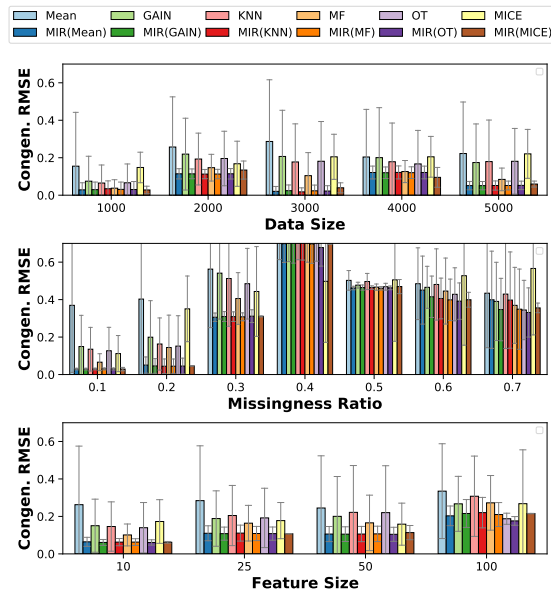 Mean GAIN KNN MF OT MICE
MIR(Mean) MIR(GAIN) MIR(KNN) MIR(MF) MIR(OT) MIR(MICE)
Congen. RMSE
0.6
0.4
0.2
0.0
1000 2000 3000 4000 5000
Data Size
Congen. RMSE
0.6
0.4
0.2
0.0
0.1 0.2 0.3 0.4 0.5 0.6 0.7
Missingness Ratio
Congen. RMSE
0.6
0.4
0.2
0.0
10 25 50 100
Feature Size